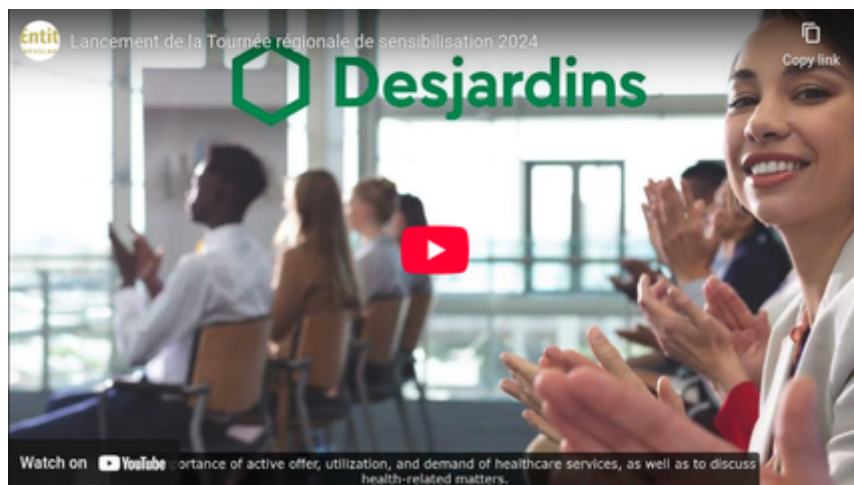 Entité
Lancement de la Tournée régionale de sensibilisation 2024
Copy link
Desjardins
Watch on YouTube
portance of active offer, utilization, and demand of healthcare services, as well as to discuss
health-related matters.